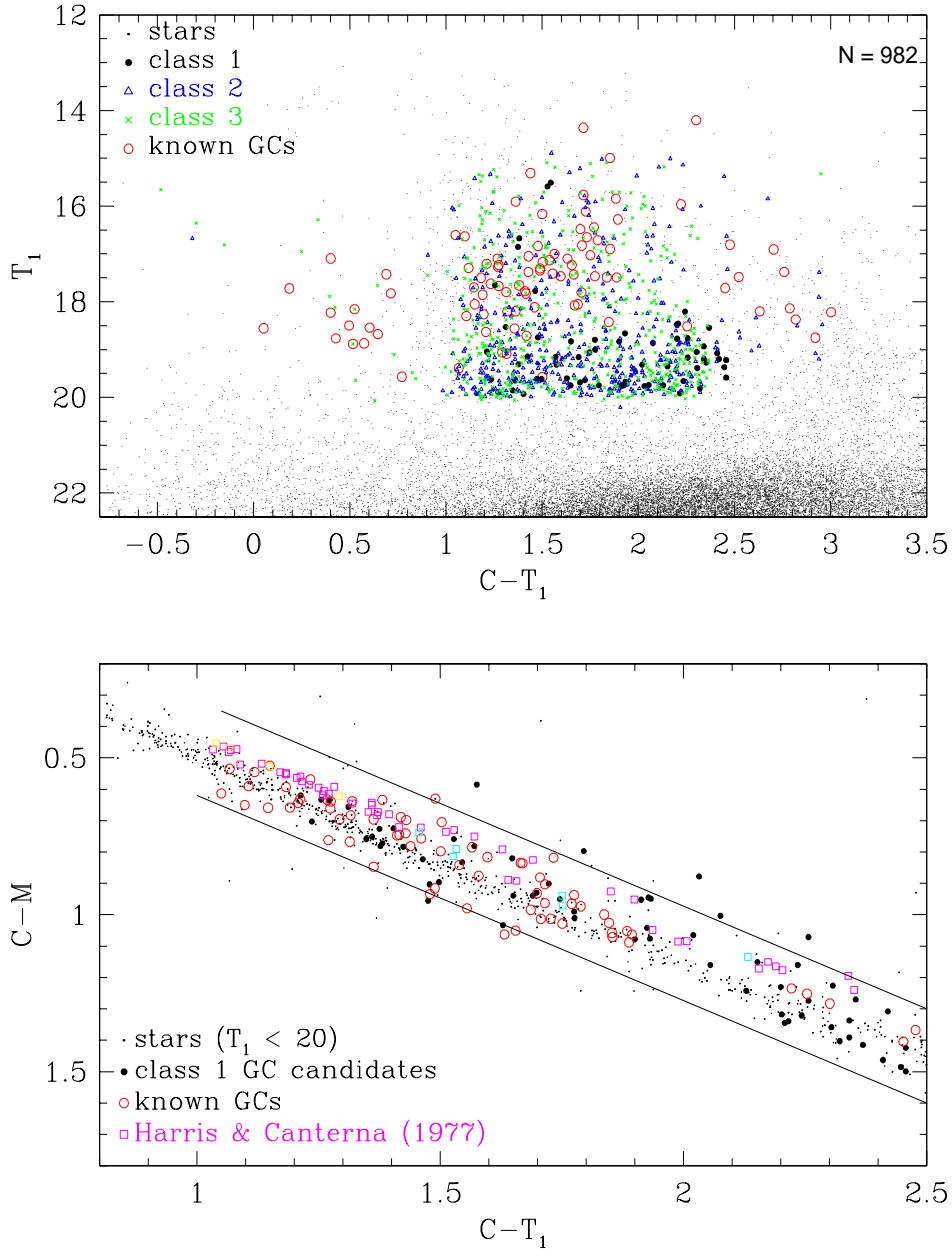 stars
class 1
class 2
class 3
known GCs
N = 982
12
14
16
18
20
22
T₁
−0.5 0 0.5 1 1.5 2 2.5 3 3.5
C−T₁
0.5
1
1.5
C−M
stars (T₁ < 20)
class 1 GC candidates
known GCs
Harris & Canterna (1977)
1 1.5 2 2.5
C−T₁